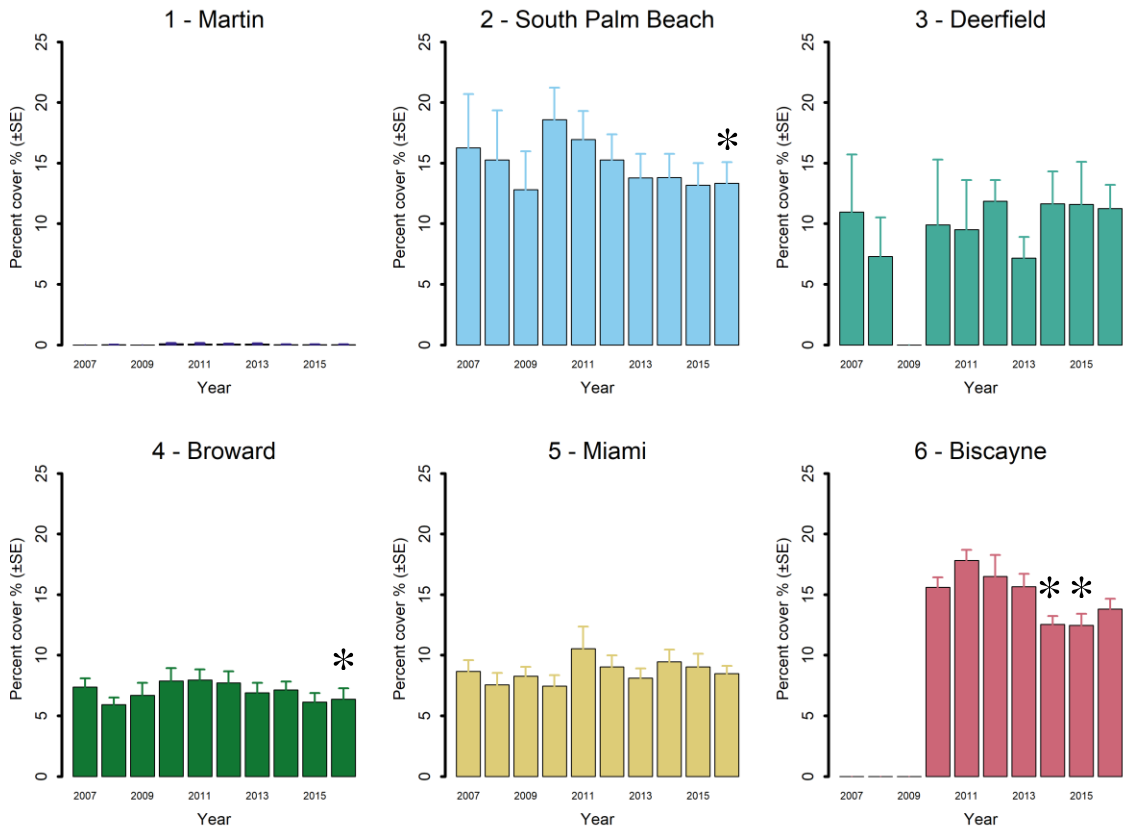 1 - Martin
Percent cover % (±SE)
25
20
15
10
5
0
2007 2009 2011 2013 2015
Year
2 - South Palm Beach
Percent cover % (±SE)
25
20
15
10
5
0
*
2007 2009 2011 2013 2015
Year
3 - Deerfield
Percent cover % (±SE)
25
20
15
10
5
0
2007 2009 2011 2013 2015
Year
4 - Broward
Percent cover % (±SE)
25
20
15
10
5
0
*
2007 2009 2011 2013 2015
Year
5 - Miami
Percent cover % (±SE)
25
20
15
10
5
0
2007 2009 2011 2013 2015
Year
6 - Biscayne
Percent cover % (±SE)
25
20
15
10
5
0
* *
2007 2009 2011 2013 2015
Year